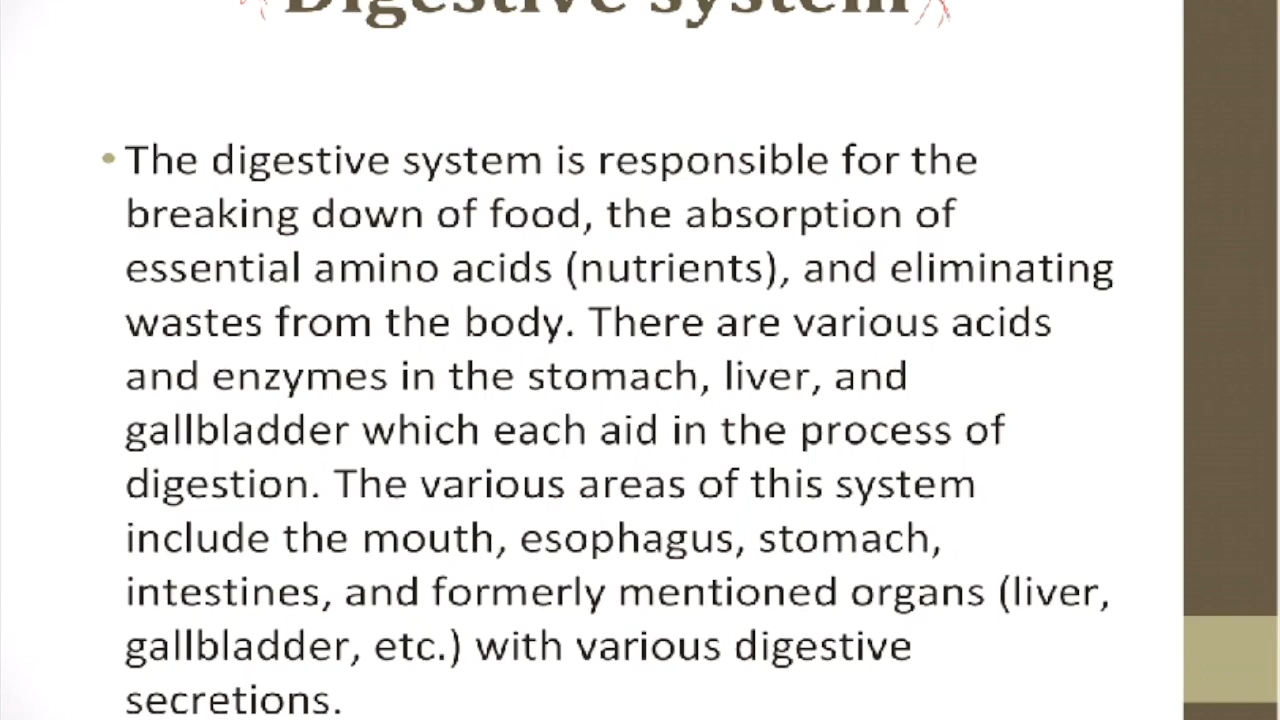 Digestive system
• The digestive system is responsible for the
breaking down of food, the absorption of
essential amino acids (nutrients), and eliminating
wastes from the body. There are various acids
and enzymes in the stomach, liver, and
gallbladder which each aid in the process of
digestion. The various areas of this system
include the mouth, esophagus, stomach,
intestines, and formerly mentioned organs (liver,
gallbladder, etc.) with various digestive
secretions.